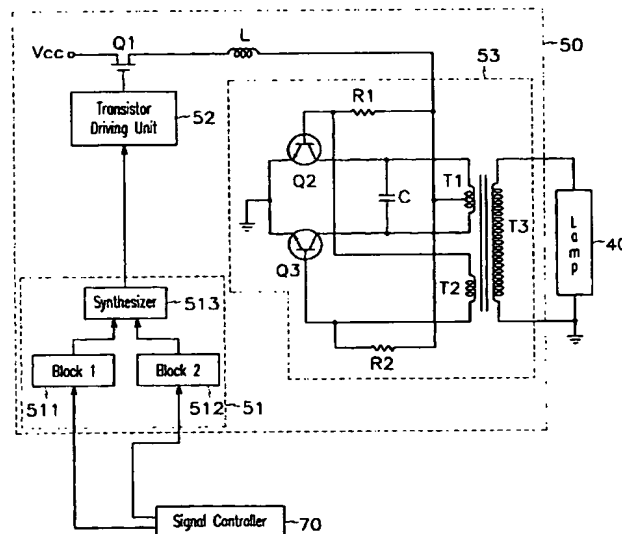 Vcc
Q1
L
50
53
Transistor
Driving Unit
52
R1
Q2
C
T1
T3
Lamp
40
Q3
T2
Synthesizer
513
R2
Block 1
Block 2
511
512
51
Signal Controller
70